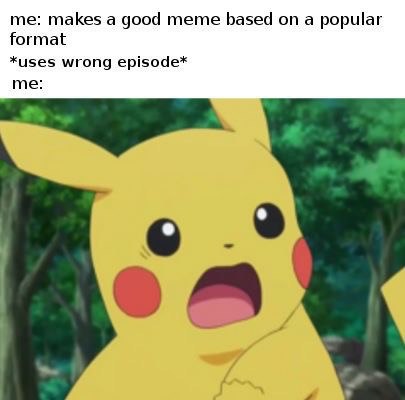 me: makes a good meme based on a popular
format
*uses wrong episode*
me: